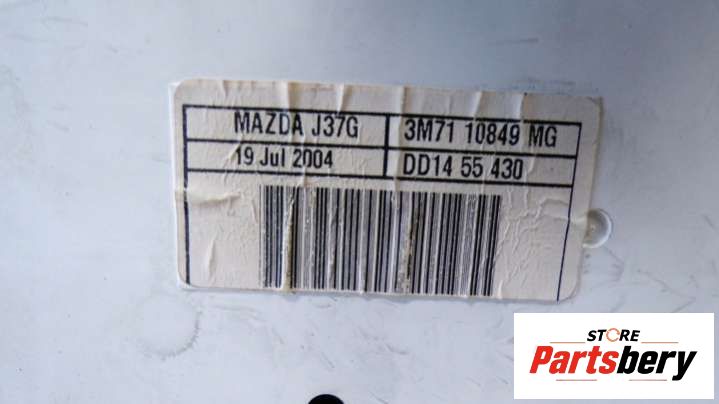 MAZDA J37G 3M71 10849 MG
19 Jul 2004 DD14 55 430
STORE
Partsbery